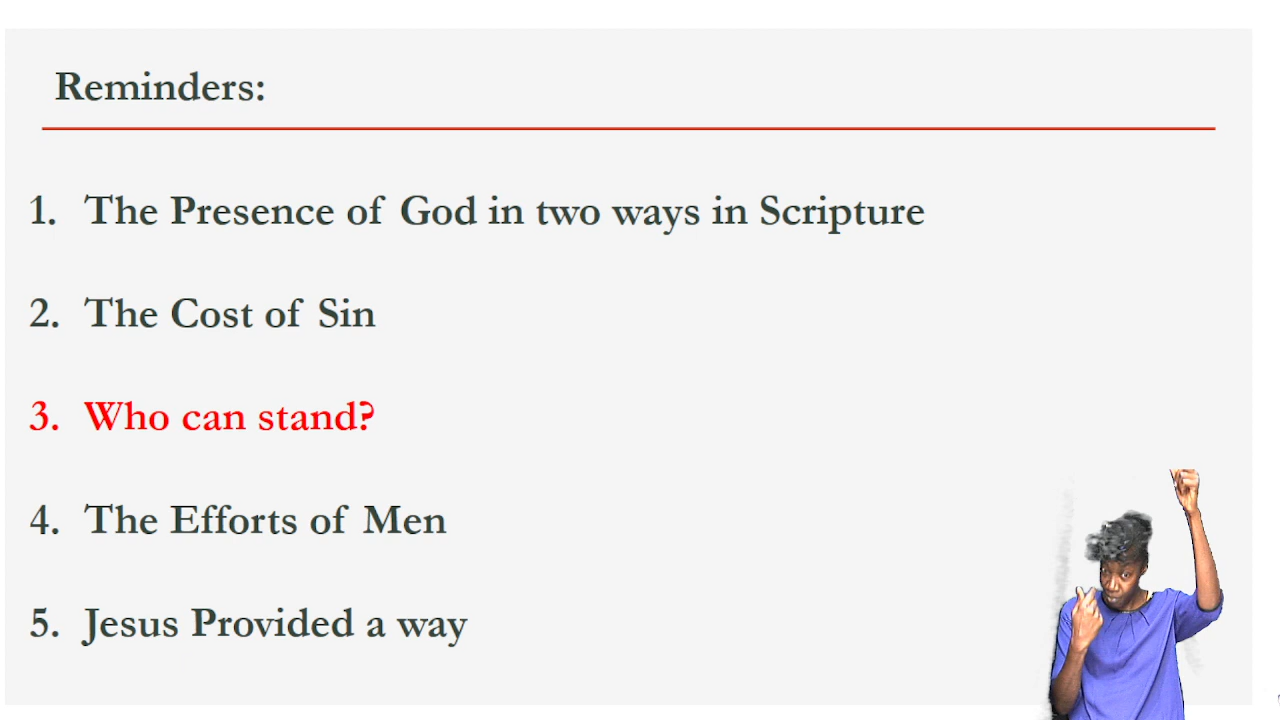 Reminders:
1. The Presence of God in two ways in Scripture
2. The Cost of Sin
3. Who can stand?
4. The Efforts of Men
5. Jesus Provided a way